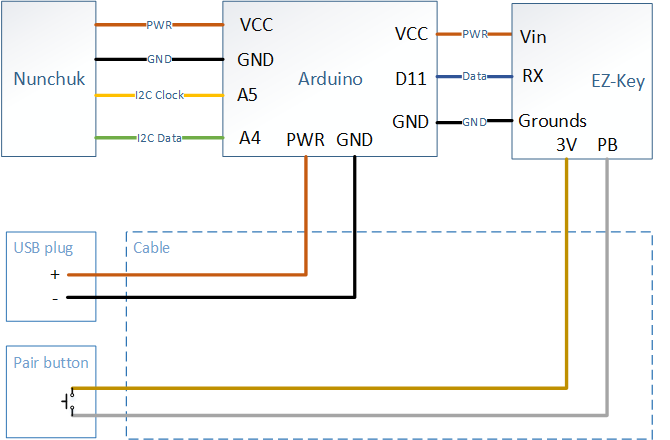 PWR
VCC
VCC
PWR
Vin
GND
GND
Nunchuk
Arduino
D11
Data
RX
EZ-Key
I2C Clock
A5
GND
GND
Grounds
I2C Data
A4
PWR
GND
3V
PB
USB plug
Cable
+
-
Pair button